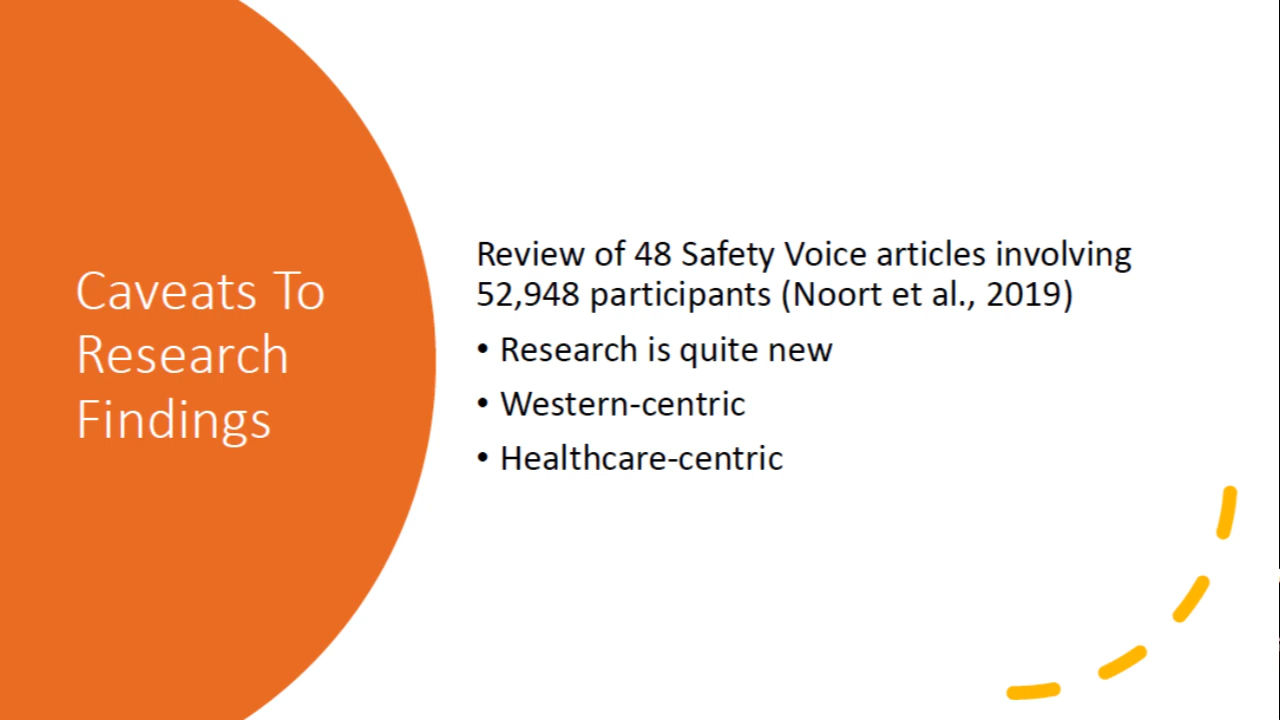 Caveats To
Research
Findings
Review of 48 Safety Voice articles involving
52,948 participants (Noort et al., 2019)
• Research is quite new
• Western-centric
• Healthcare-centric